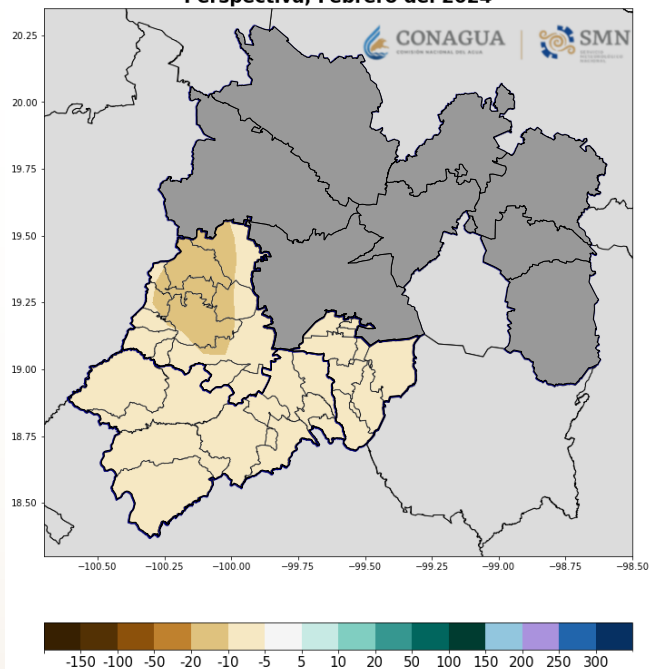 Perspectiva, Febrero del 2024
CONAGUA
COMISIÓN NACIONAL DEL AGUA
SMN
SERVICIO
METEOROLÓGICO
NACIONAL
20.25
20.00
19.75
19.50
19.25
19.00
18.75
18.50
−100.50 −100.25 −100.00 −99.75 −99.50 −99.25 −99.00 −98.75 −98.50
-150 -100 -50 -20 -10 -5 5 10 20 50 100 150 200 250 300